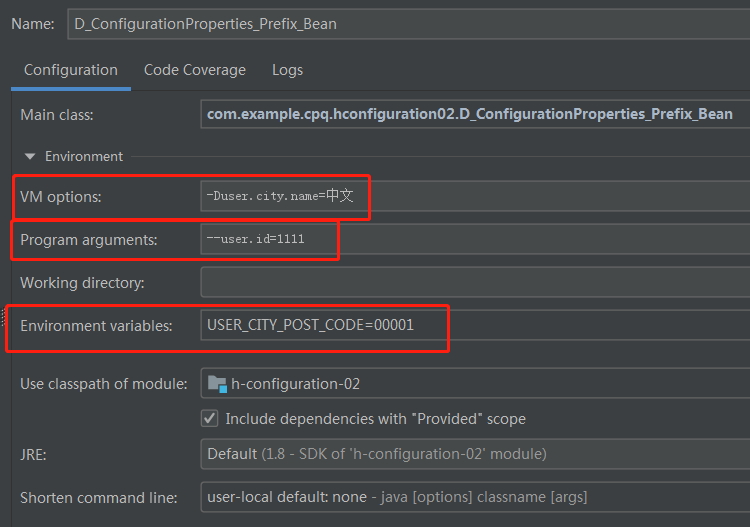 Name: D_ConfigurationProperties_Prefix_Bean
Configuration Code Coverage Logs
Main class: com.example.cpq.hconfiguration02.D_ConfigurationProperties_Prefix_Bean
Environment
VM options: -Duser.city.name=中文
Program arguments: --user.id=1111
Working directory:
Environment variables: USER_CITY_POST_CODE=00001
Use classpath of module: h-configuration-02
Include dependencies with "Provided" scope
JRE: Default (1.8 - SDK of 'h-configuration-02' module)
Shorten command line: user-local default: none - java [options] classname [args]